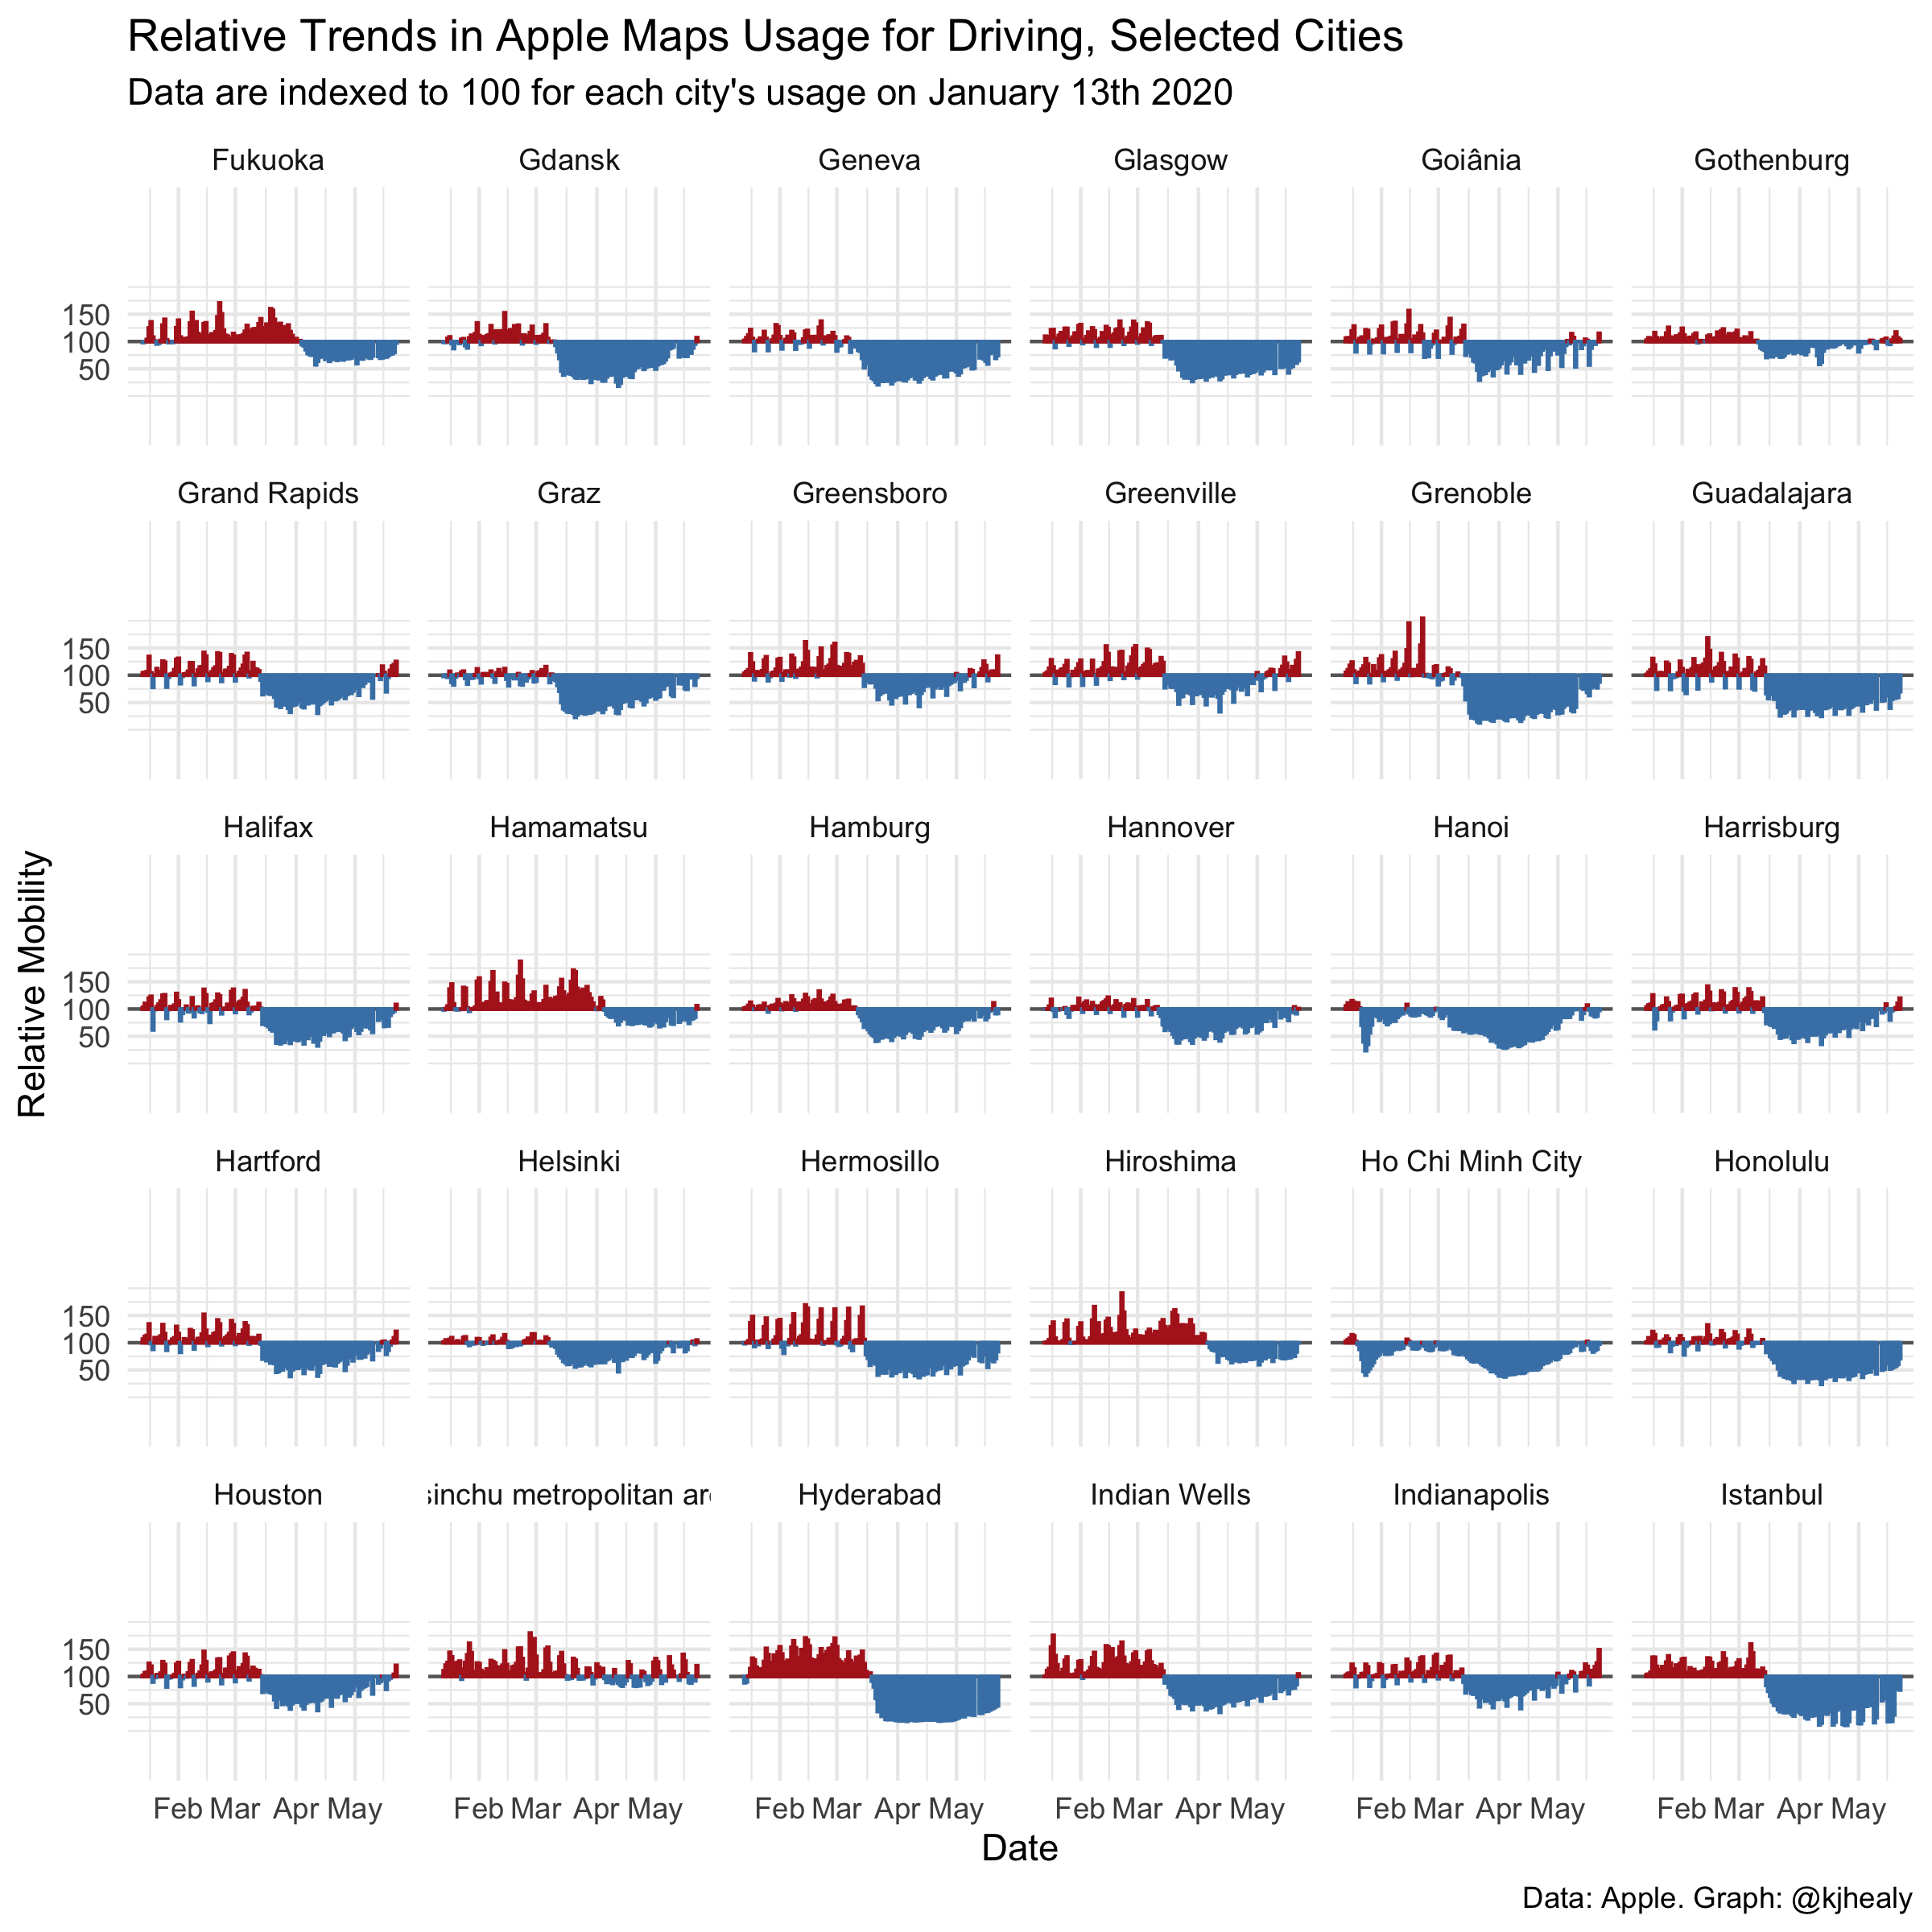 Relative Trends in Apple Maps Usage for Driving, Selected Cities
Data are indexed to 100 for each city's usage on January 13th 2020
Fukuoka Gdansk Geneva Glasgow Goiânia Gothenburg
150
100
50
Grand Rapids Graz Greensboro Greenville Grenoble Guadalajara
150
100
50
Relative Mobility
Halifax Hamamatsu Hamburg Hannover Hanoi Harrisburg
150
100
50
Hartford Helsinki Hermosillo Hiroshima Ho Chi Minh City Honolulu
150
100
50
Houston sinchu metropolitan are Hyderabad Indian Wells Indianapolis Istanbul
150
100
50
Feb Mar Apr May Feb Mar Apr May Feb Mar Apr May Feb Mar Apr May Feb Mar Apr May Feb Mar Apr May
Date
Data: Apple. Graph: @kjhealy